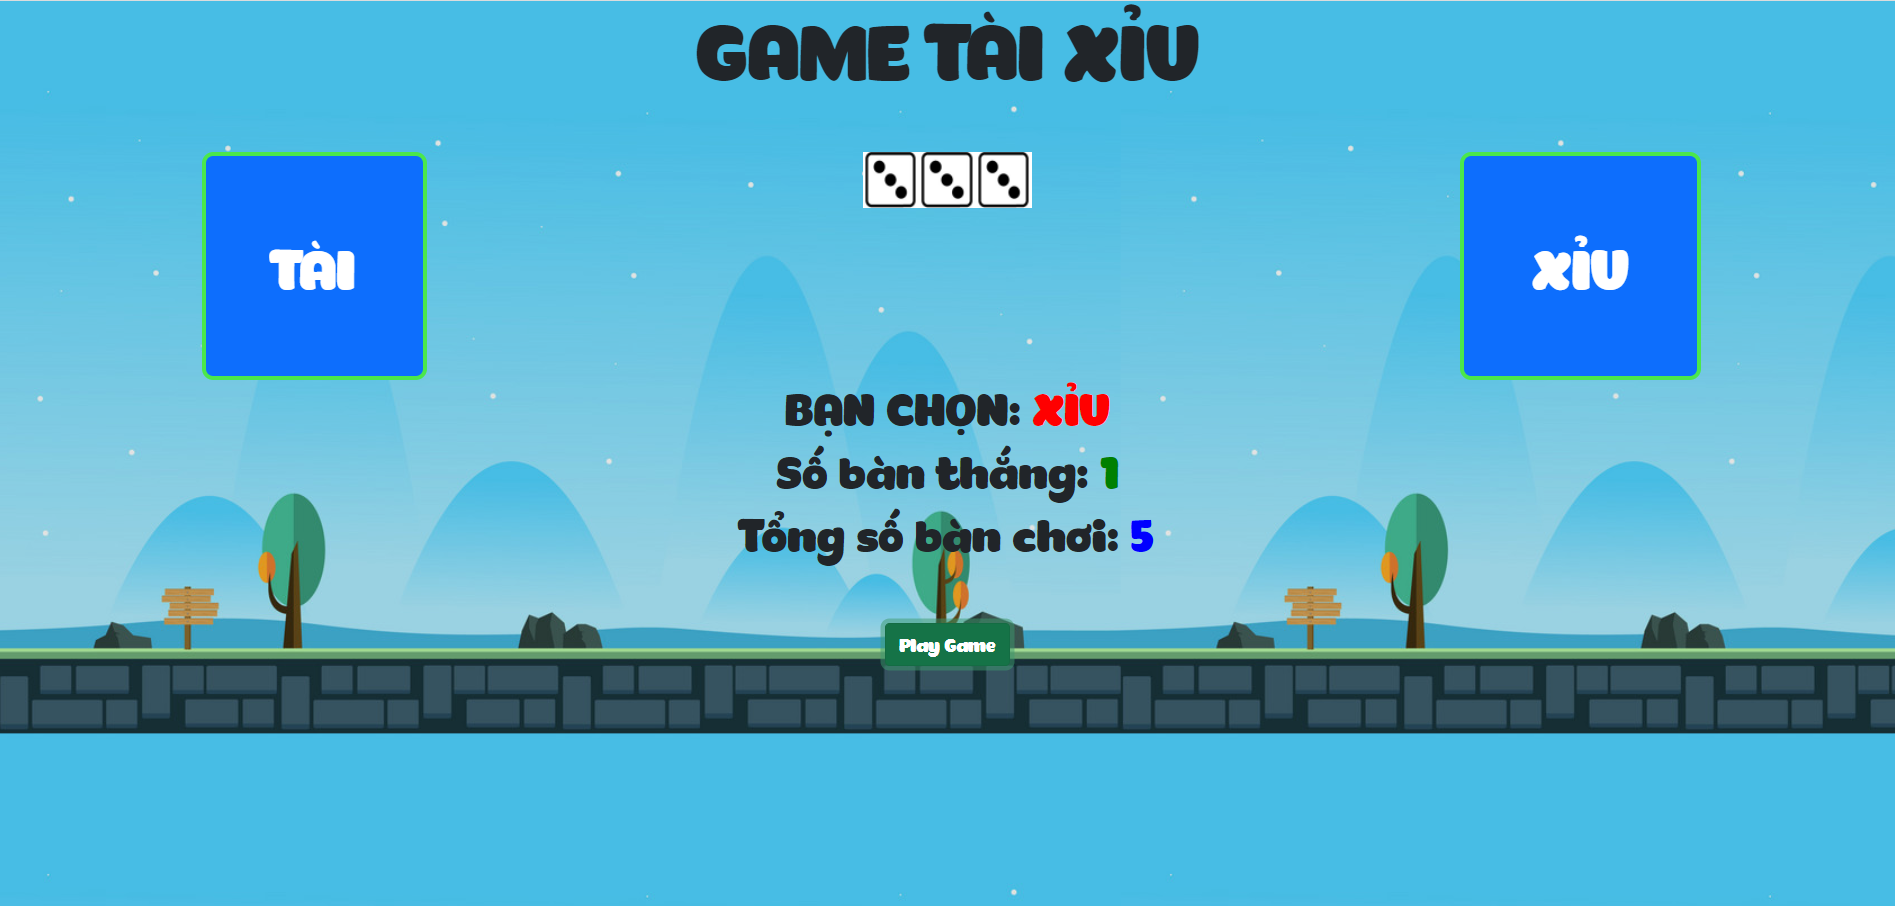 GAME TÀI XỈU
TÀI
XỈU
BẠN CHỌN: XỈU
Số bàn thắng: 1
Tổng số bàn chơi: 5
Play Game